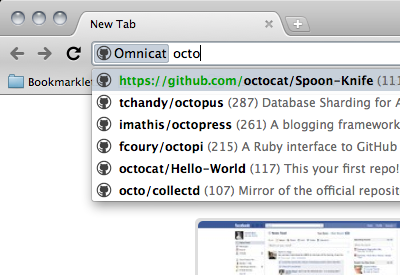 New Tab
Omnicat octo
Bookmarklet
https://github.com/octocat/Spoon-Knife (111
tchandy/octopus (287) Database Sharding for A
imathis/octopress (261) A blogging framework
fcoury/octopi (215) A Ruby interface to GitHub
octocat/Hello-World (117) This your first repo!
octo/collectd (107) Mirror of the official reposit
facebook